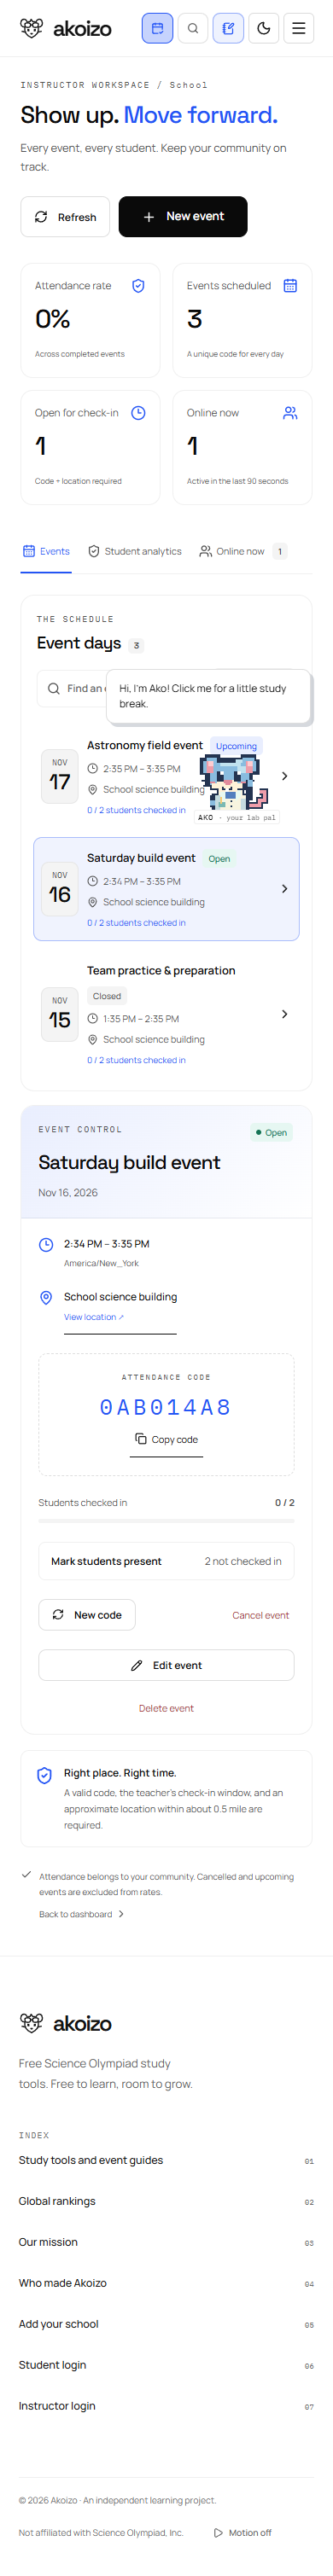 akoizo
INSTRUCTOR WORKSPACE / School
Show up. Move forward.
Every event, every student. Keep your community on
track.
Refresh
New event
Attendance rate
0%
Across completed events
Events scheduled
3
A unique code for every day
Open for check-in
1
Code + location required
Online now
1
Active in the last 90 seconds
Events
Student analytics
Online now 1
THE SCHEDULE
Event days 3
Find an
Hi, I'm Ako! Click me for a little study
break.
NOV
17
Astronomy field event Upcoming
2:35 PM – 3:35 PM
School science building
0 / 2 students checked in
AKO · your lab pal
NOV
16
Saturday build event Open
2:34 PM – 3:35 PM
School science building
0 / 2 students checked in
NOV
15
Team practice & preparation
Closed
1:35 PM – 2:35 PM
School science building
0 / 2 students checked in
EVENT CONTROL
Open
Saturday build event
Nov 16, 2026
2:34 PM – 3:35 PM
America/New_York
School science building
View location ↗
ATTENDANCE CODE
0AB014A8
Copy code
Students checked in 0 / 2
Mark students present 2 not checked in
New code
Cancel event
Edit event
Delete event
Right place. Right time.
A valid code, the teacher's check-in window, and an
approximate location within about 0.5 mile are
required.
Attendance belongs to your community. Cancelled and upcoming
events are excluded from rates.
Back to dashboard
akoizo
Free Science Olympiad study
tools. Free to learn, room to grow.
INDEX
Study tools and event guides 01
Global rankings 02
Our mission 03
Who made Akoizo 04
Add your school 05
Student login 06
Instructor login 07
© 2026 Akoizo · An independent learning project.
Not affiliated with Science Olympiad, Inc.
Motion off